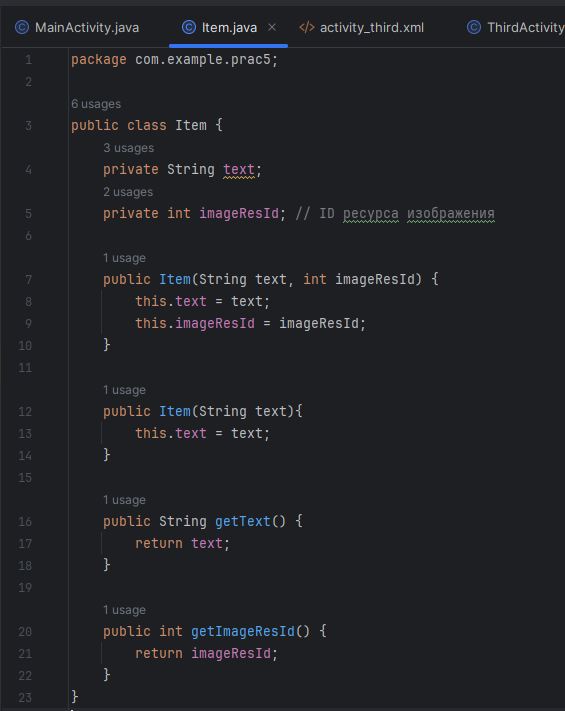 MainActivity.java Item.java activity_third.xml ThirdActivity
1 package com.example.prac5;
2
6 usages
3 public class Item {
3 usages
4 private String text;
2 usages
5 private int imageResId; // ID ресурса изображения
6
1 usage
7 public Item(String text, int imageResId) {
8 this.text = text;
9 this.imageResId = imageResId;
10 }
11
1 usage
12 public Item(String text){
13 this.text = text;
14 }
15
1 usage
16 public String getText() {
17 return text;
18 }
19
1 usage
20 public int getImageResId() {
21 return imageResId;
22 }
23 }